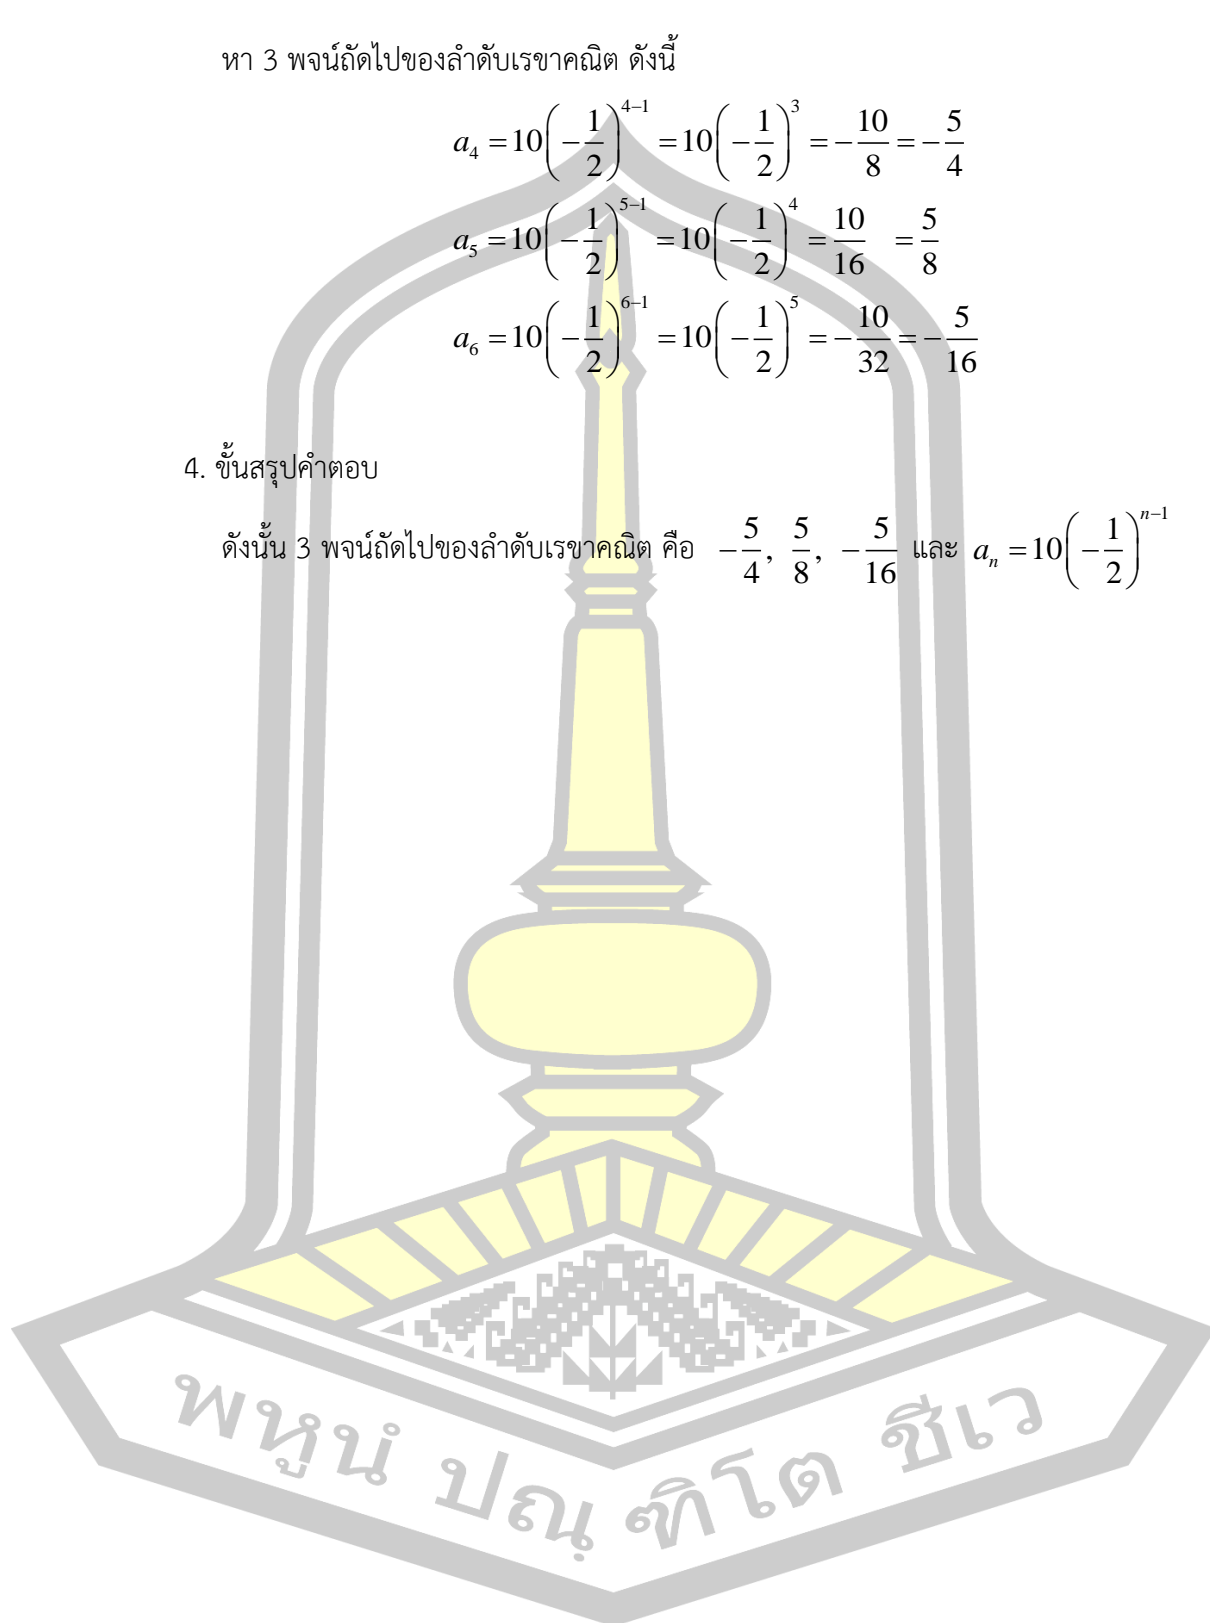 หา 3 พจน์ถัดไปของลำดับเรขาคณิต ดังนี้
a₄ = 10(−1/2)⁴⁻¹ = 10(−1/2)³ = −10/8 = −5/4
a₅ = 10(−1/2)⁵⁻¹ = 10(−1/2)⁴ = 10/16 = 5/8
a₆ = 10(−1/2)⁶⁻¹ = 10(−1/2)⁵ = −10/32 = −5/16
4. ขั้นสรุปคำตอบ
ดังนั้น 3 พจน์ถัดไปของลำดับเรขาคณิต คือ −5/4, 5/8, −5/16 และ aₙ = 10(−1/2)ⁿ⁻¹
พหูนํ ปณฺฑิโต ชีเว